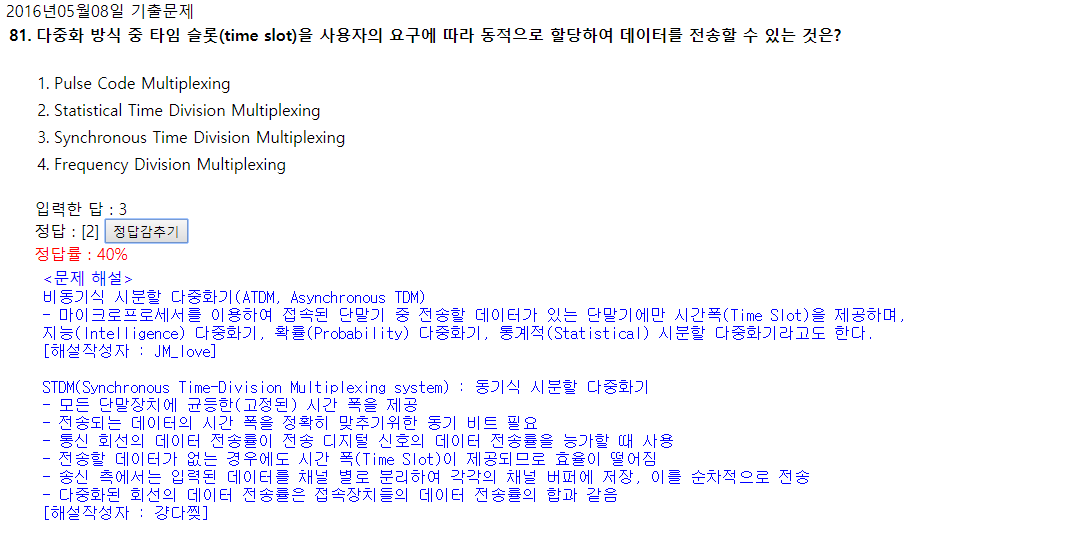 2016년05월08일 기출문제
81. 다중화 방식 중 타임 슬롯(time slot)을 사용자의 요구에 따라 동적으로 할당하여 데이터를 전송할 수 있는 것은?
1. Pulse Code Multiplexing
2. Statistical Time Division Multiplexing
3. Synchronous Time Division Multiplexing
4. Frequency Division Multiplexing
입력한 답 : 3
정답 : [2] 정답감추기
정답률 : 40%
<문제 해설>
비동기식 시분할 다중화기(ATDM, Asynchronous TDM)
- 마이크로프로세서를 이용하여 접속된 단말기 중 전송할 데이터가 있는 단말기에만 시간폭(Time Slot)을 제공하며,
지능(Intelligence) 다중화기, 확률(Probability) 다중화기, 통계적(Statistical) 시분할 다중화기라고도 한다.
[해설작성자 : JM_love]
STDM(Synchronous Time-Division Multiplexing system) : 동기식 시분할 다중화기
- 모든 단말장치에 균등한(고정된) 시간 폭을 제공
- 전송되는 데이터의 시간 폭을 정확히 맞추기위한 동기 비트 필요
- 통신 회선의 데이터 전송률이 전송 디지털 신호의 데이터 전송률을 능가할 때 사용
- 전송할 데이터가 없는 경우에도 시간 폭(Time Slot)이 제공되므로 효율이 떨어짐
- 송신 측에서는 입력된 데이터를 채널 별로 분리하여 각각의 채널 버퍼에 저장, 이를 순차적으로 전송
- 다중화된 회선의 데이터 전송률은 접속장치들의 데이터 전송률의 합과 같음
[해설작성자 : 걍다찢]